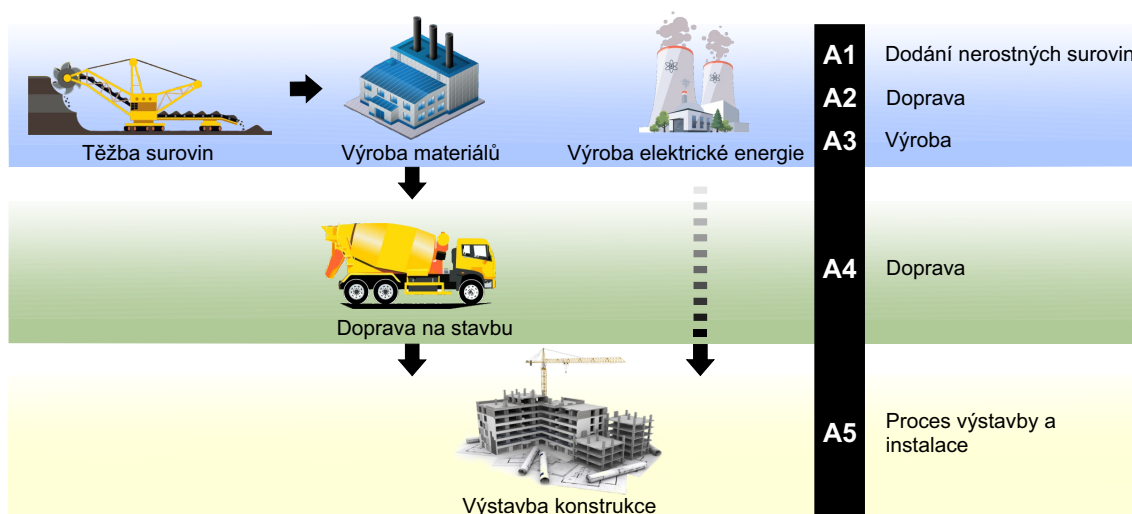 Těžba surovin
Výroba materiálů
Výroba elektrické energie
A1 Dodání nerostných surovin
A2 Doprava
A3 Výroba
Doprava na stavbu
A4 Doprava
Výstavba konstrukce
A5 Proces výstavby a
instalace